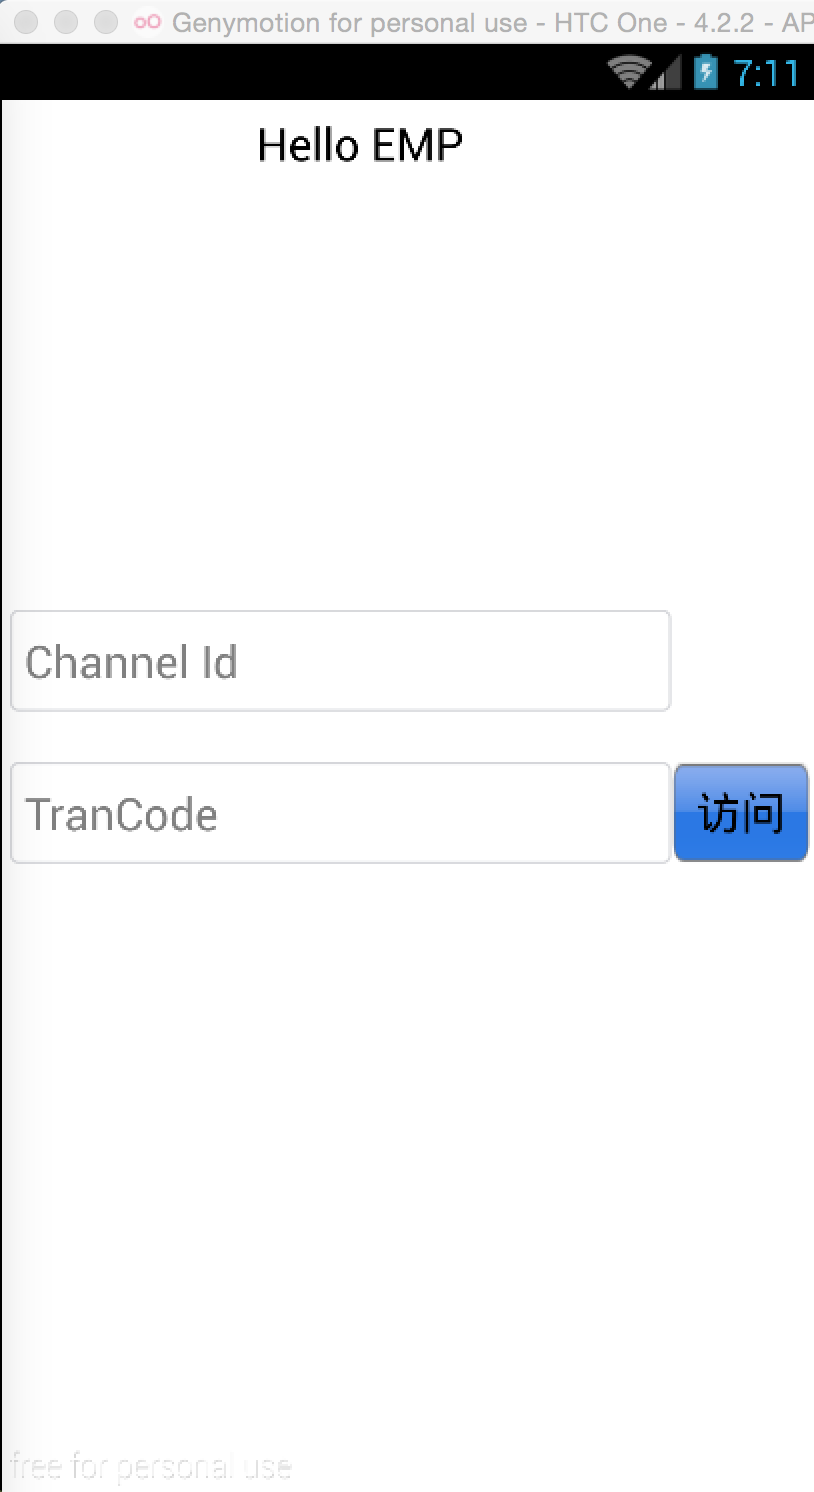 Genymotion for personal use - HTC One - 4.2.2 - AP
7:11
Hello EMP
Channel Id
TranCode
访问
free for personal use